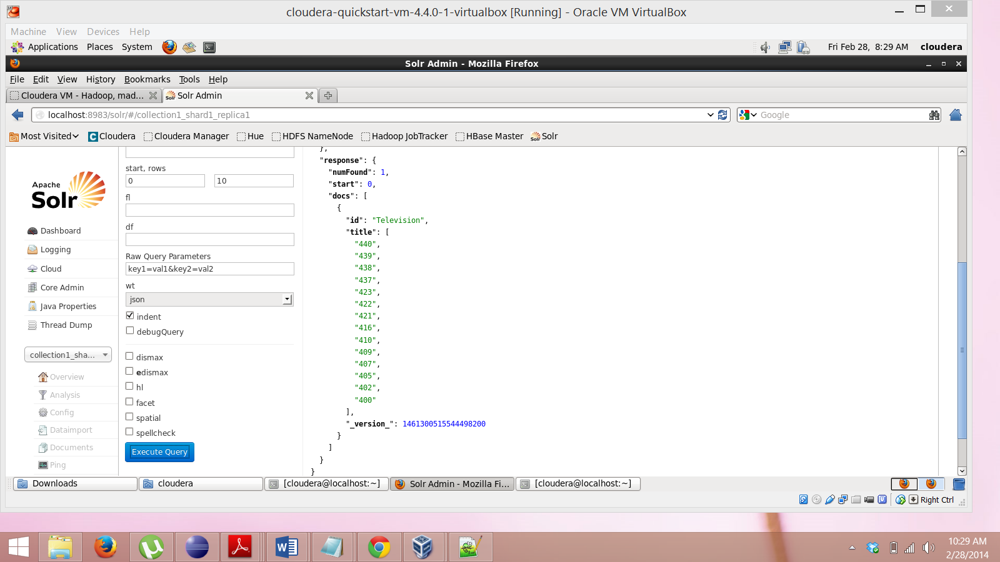 cloudera-quickstart-vm-4.4.0-1-virtualbox [Running] - Oracle VM VirtualBox
Machine View Devices Help
Applications Places System Fri Feb 28, 8:29 AM cloudera
Solr Admin - Mozilla Firefox
File Edit View History Bookmarks Tools Help
Cloudera VM - Hadoop, mad... Solr Admin
localhost:8983/solr/#/collection1_shard1_replica1 Google
Most Visited Cloudera Cloudera Manager Hue HDFS NameNode Hadoop JobTracker HBase Master Solr
Apache
Solr
Dashboard
Logging
Cloud
Core Admin
Java Properties
Thread Dump
collection1_sha...
Overview
Analysis
Config
Dataimport
Documents
Ping
start, rows
0 10
fl
df
Raw Query Parameters
key1=val1&key2=val2
wt
json
indent
debugQuery
dismax
edismax
hl
facet
spatial
spellcheck
Execute Query
},
"response": {
"numFound": 1,
"start": 0,
"docs": [
{
"id": "Television",
"title": [
"440",
"439",
"438",
"437",
"423",
"422",
"421",
"416",
"410",
"409",
"407",
"405",
"402",
"400"
],
"_version_": 1461300515544498200
}
]
}
}
Downloads cloudera [cloudera@localhost:~] Solr Admin - Mozilla Fi... [cloudera@localhost:~]
Right Ctrl
10:29 AM
2/28/2014